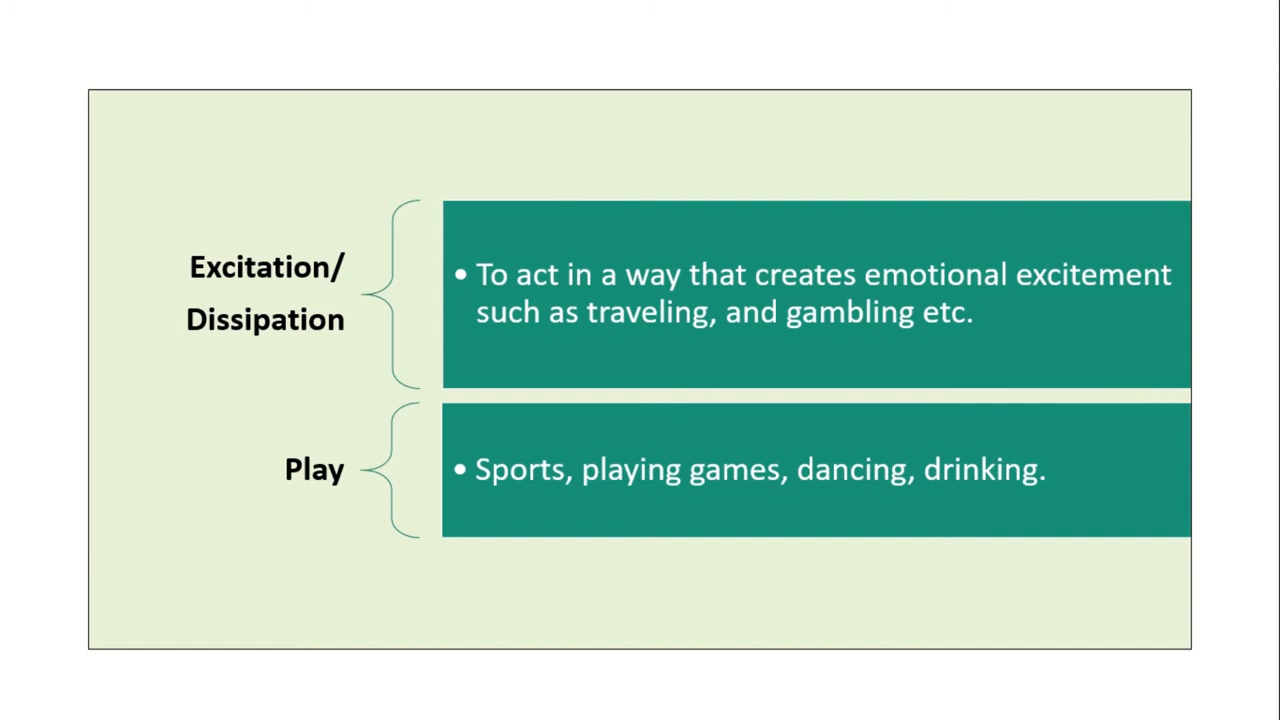 Excitation/
Dissipation
• To act in a way that creates emotional excitement
such as traveling, and gambling etc.
Play
• Sports, playing games, dancing, drinking.